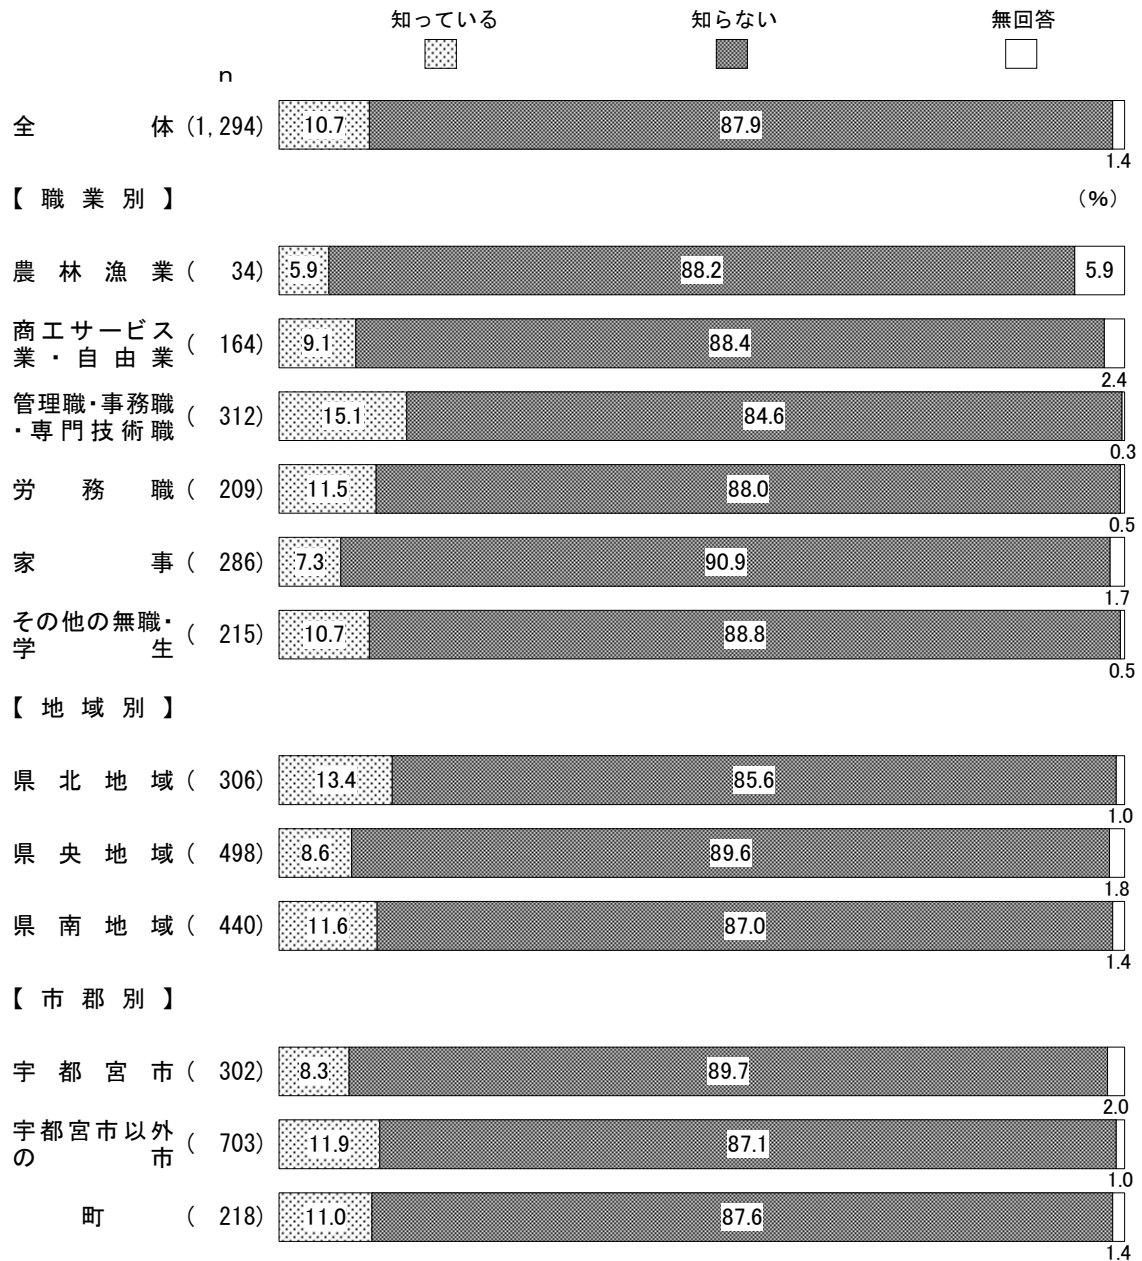 知っている 知らない 無回答
n
全体 (1,294) 10.7 87.9
1.4
【職業別】 (%)
農林漁業 ( 34) 5.9 88.2 5.9
商工サービス
業・自由業 ( 164) 9.1 88.4
2.4
管理職・事務職
・専門技術職 ( 312) 15.1 84.6
0.3
労務職 ( 209) 11.5 88.0
0.5
家事 ( 286) 7.3 90.9
1.7
その他の無職・
学生 ( 215) 10.7 88.8
0.5
【地域別】
県北地域 ( 306) 13.4 85.6
1.0
県央地域 ( 498) 8.6 89.6
1.8
県南地域 ( 440) 11.6 87.0
1.4
【市郡別】
宇都宮市 ( 302) 8.3 89.7
2.0
宇都宮市以外
の市 ( 703) 11.9 87.1
1.0
町 ( 218) 11.0 87.6
1.4